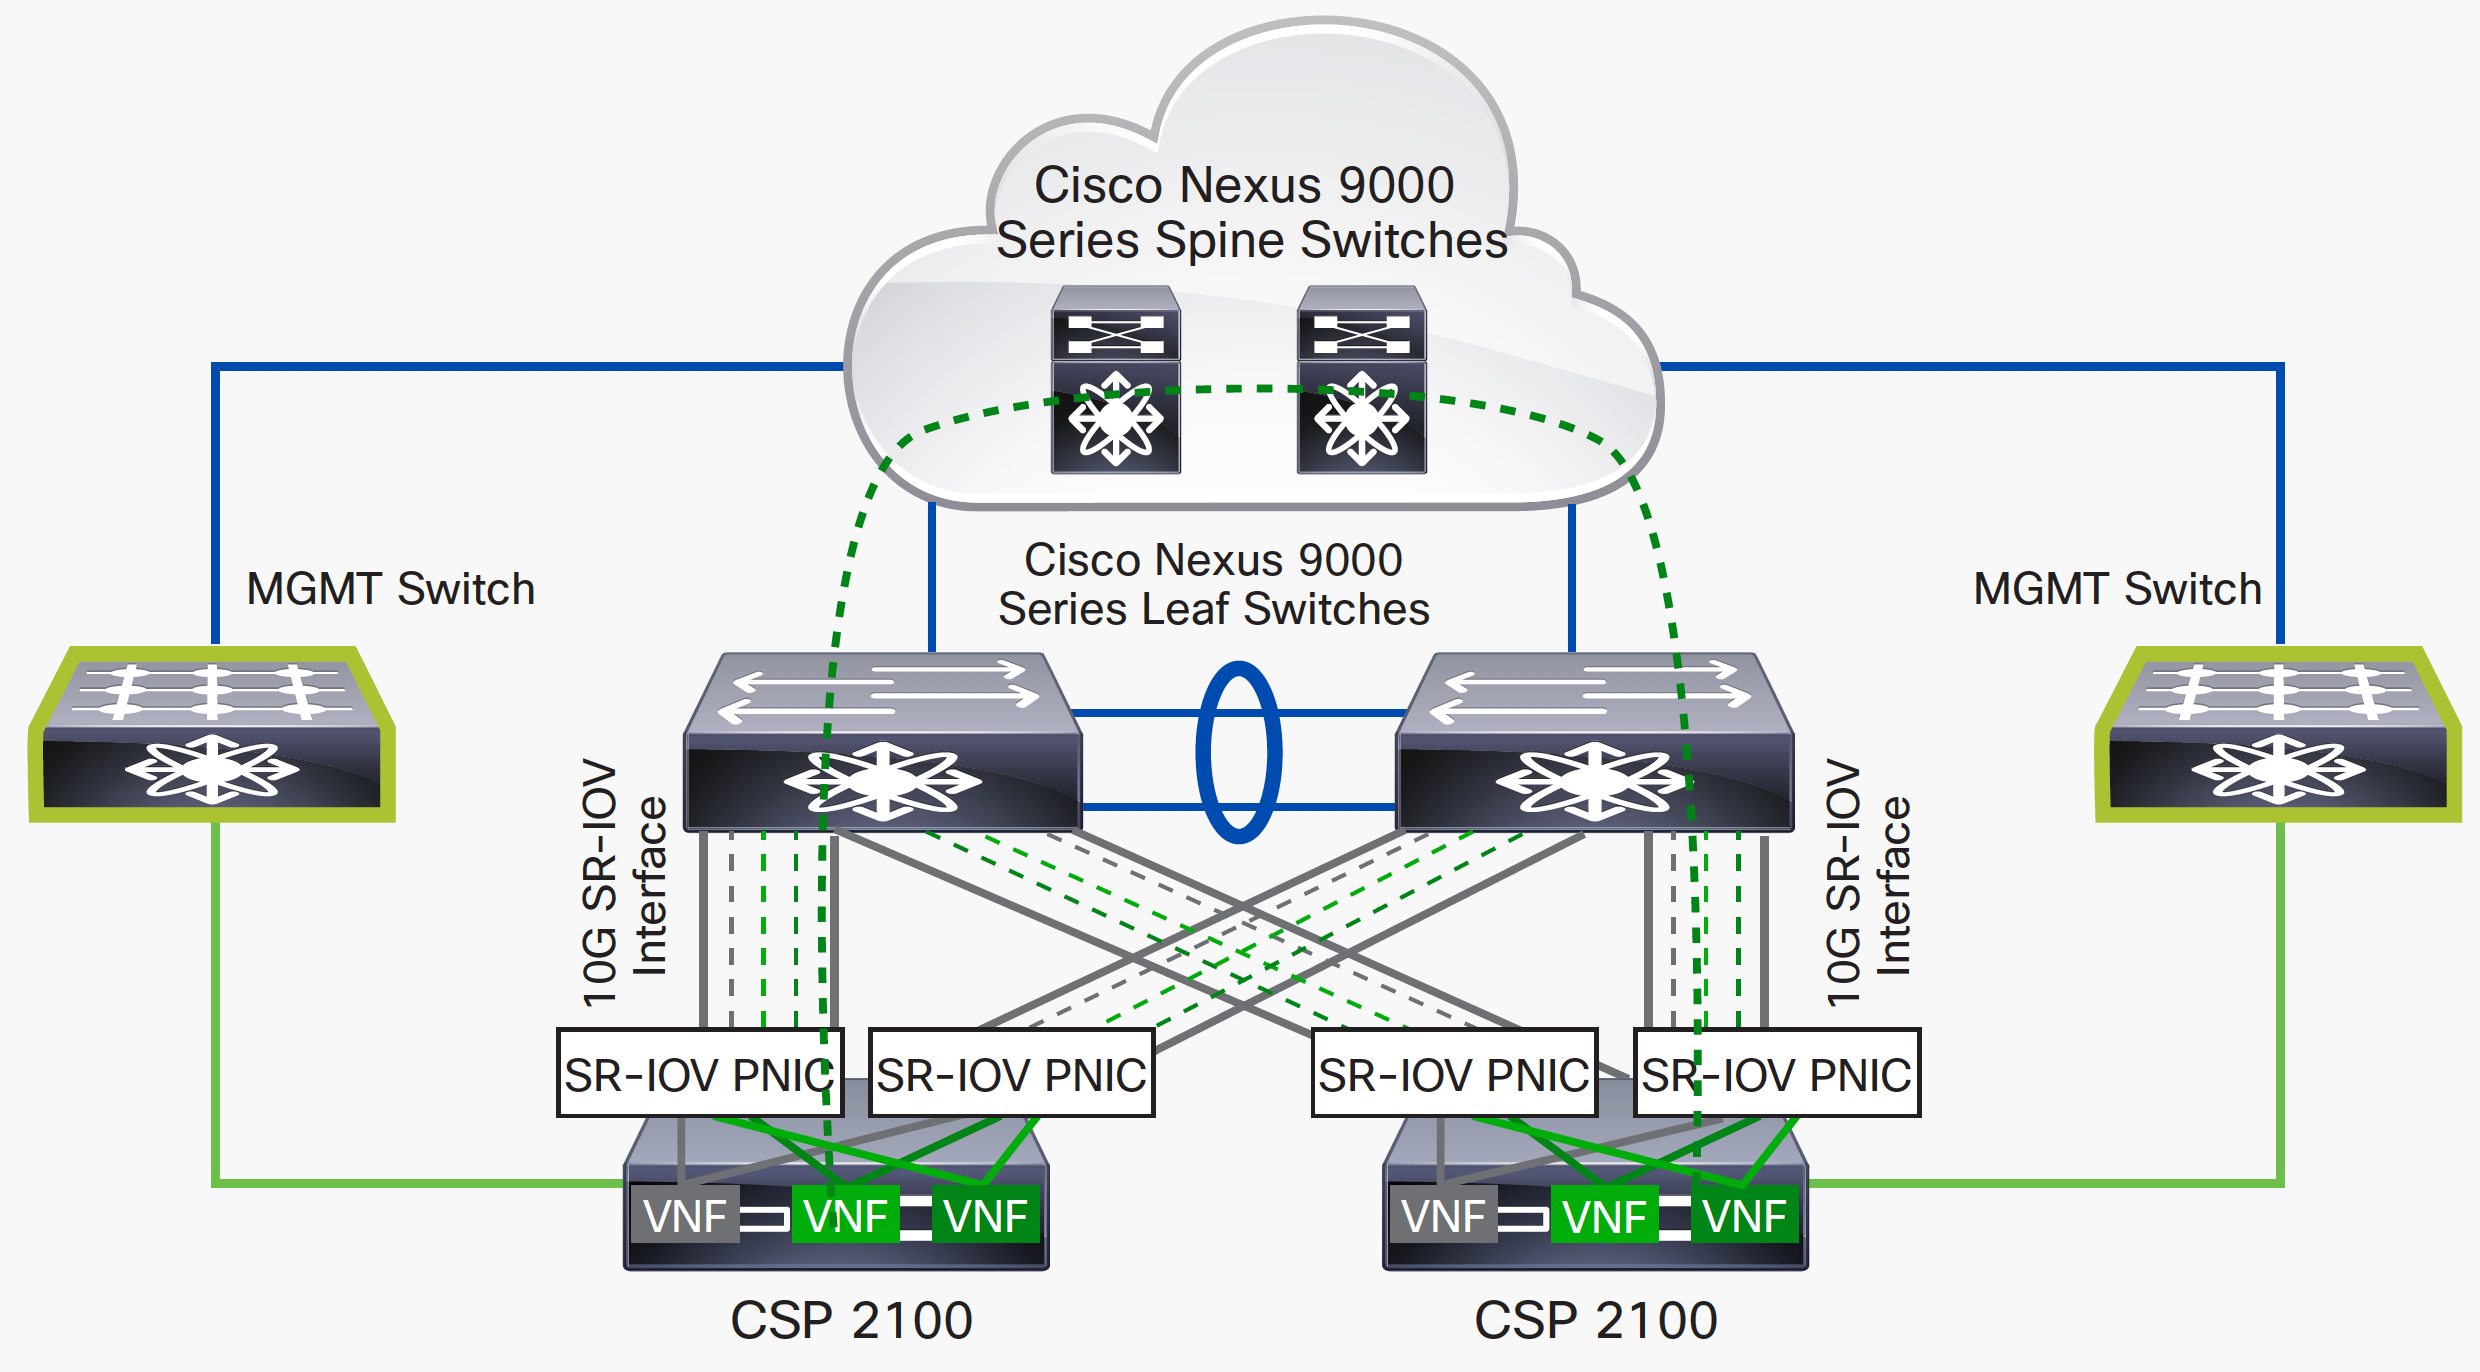 Cisco Nexus 9000
Series Spine Switches
MGMT Switch
Cisco Nexus 9000
Series Leaf Switches
MGMT Switch
10G SR-IOV
Interface
10G SR-IOV
Interface
SR-IOV PNIC
SR-IOV PNIC
SR-IOV PNIC
SR-IOV PNIC
VNF
VNF
VNF
VNF
VNF
VNF
CSP 2100
CSP 2100